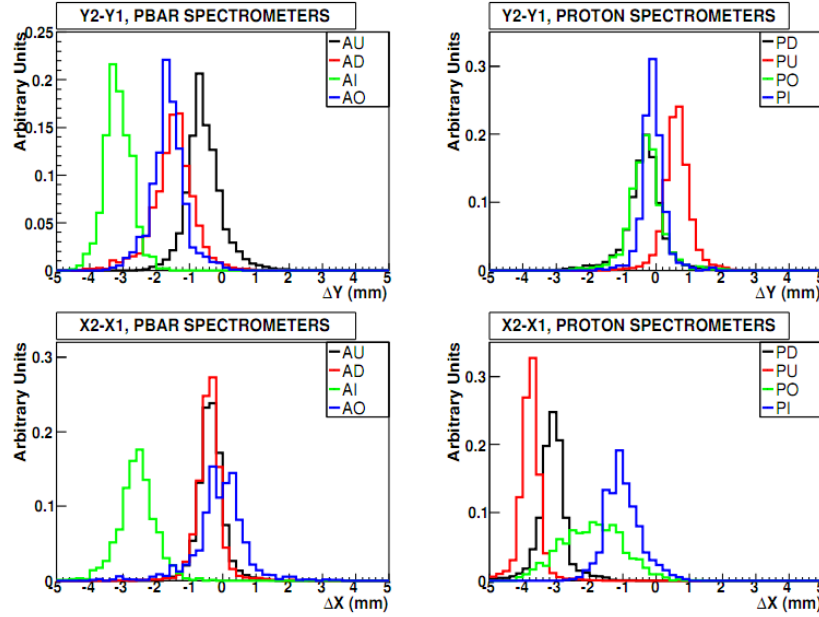 Y2-Y1, PBAR SPECTROMETERS
Arbitrary Units
0.25
0.2
0.15
0.1
0.05
0
AU
AD
AI
AO
-5 -4 -3 -2 -1 0 1 2 3 4 5
ΔY (mm)
Y2-Y1, PROTON SPECTROMETERS
Arbitrary Units
0.3
0.2
0.1
0
PD
PU
PO
PI
-5 -4 -3 -2 -1 0 1 2 3 4 5
ΔY (mm)
X2-X1, PBAR SPECTROMETERS
Arbitrary Units
0.3
0.2
0.1
0
AU
AD
AI
AO
-5 -4 -3 -2 -1 0 1 2 3 4 5
ΔX (mm)
X2-X1, PROTON SPECTROMETERS
Arbitrary Units
0.3
0.2
0.1
0
PD
PU
PO
PI
-5 -4 -3 -2 -1 0 1 2 3 4 5
ΔX (mm)